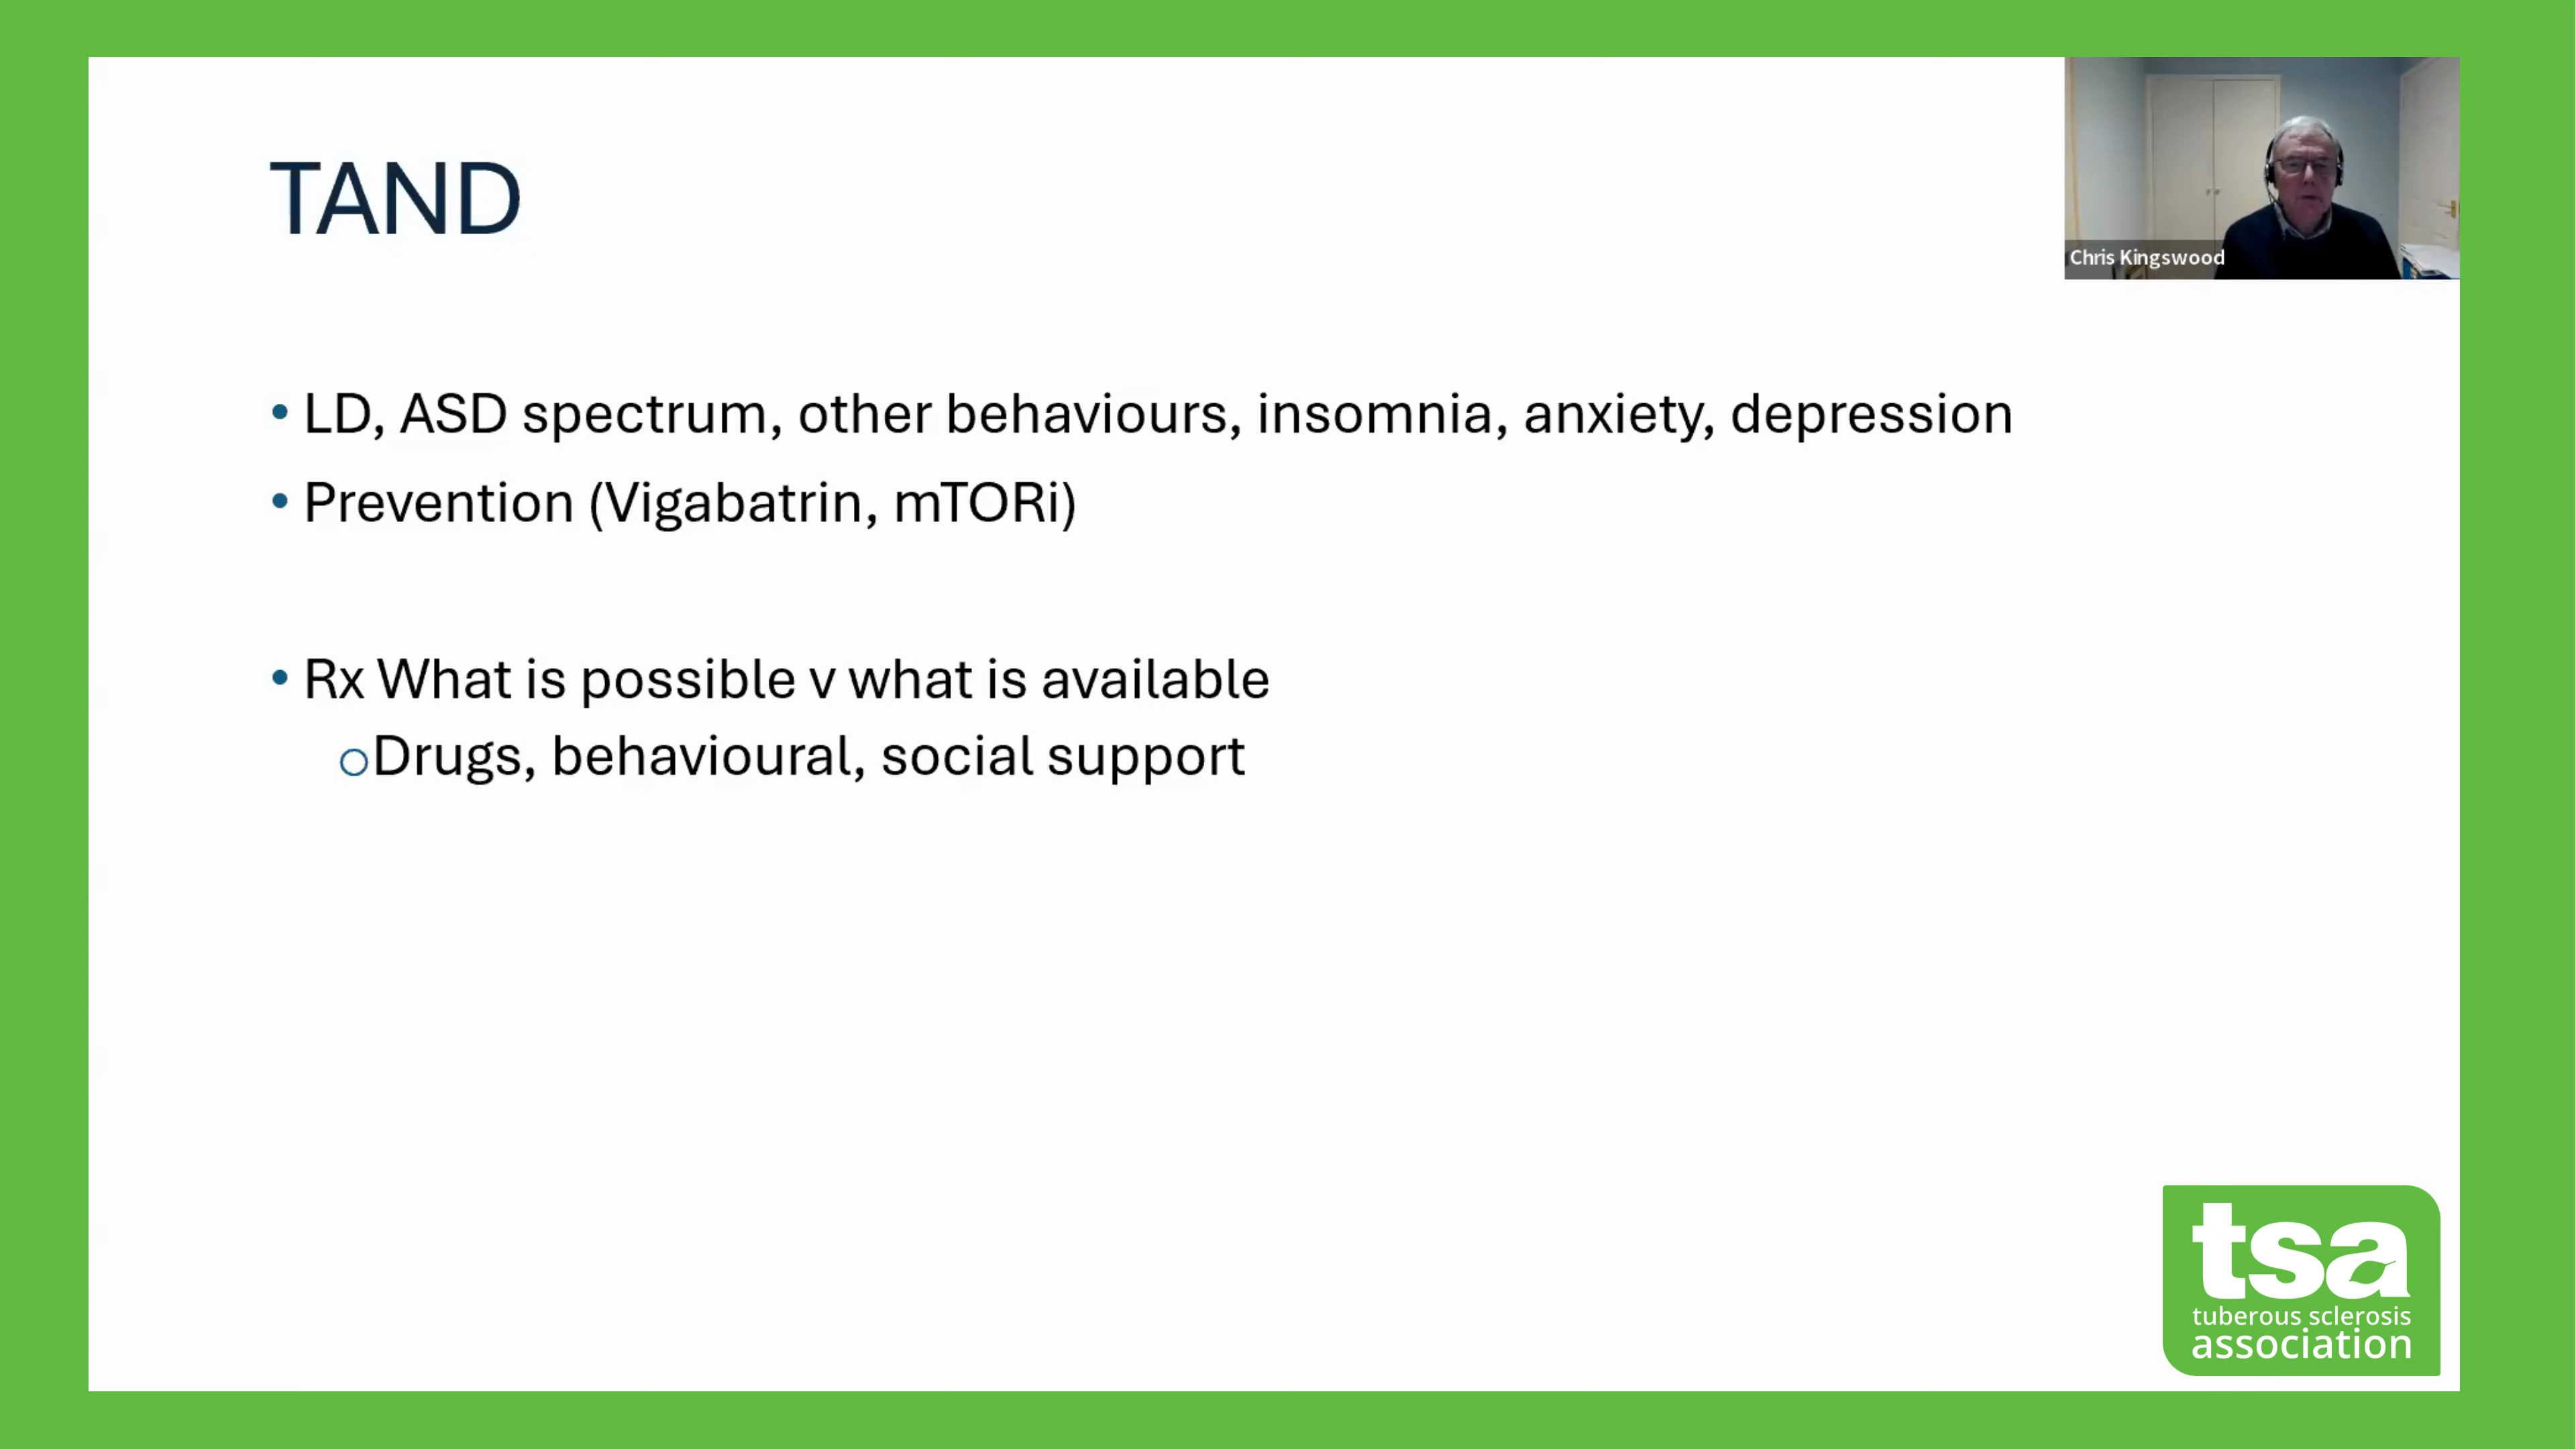 TAND
Chris Kingswood
• LD, ASD spectrum, other behaviours, insomnia, anxiety, depression
• Prevention (Vigabatrin, mTORi)
• Rx What is possible v what is available
○Drugs, behavioural, social support
tsa
tuberous sclerosis
association